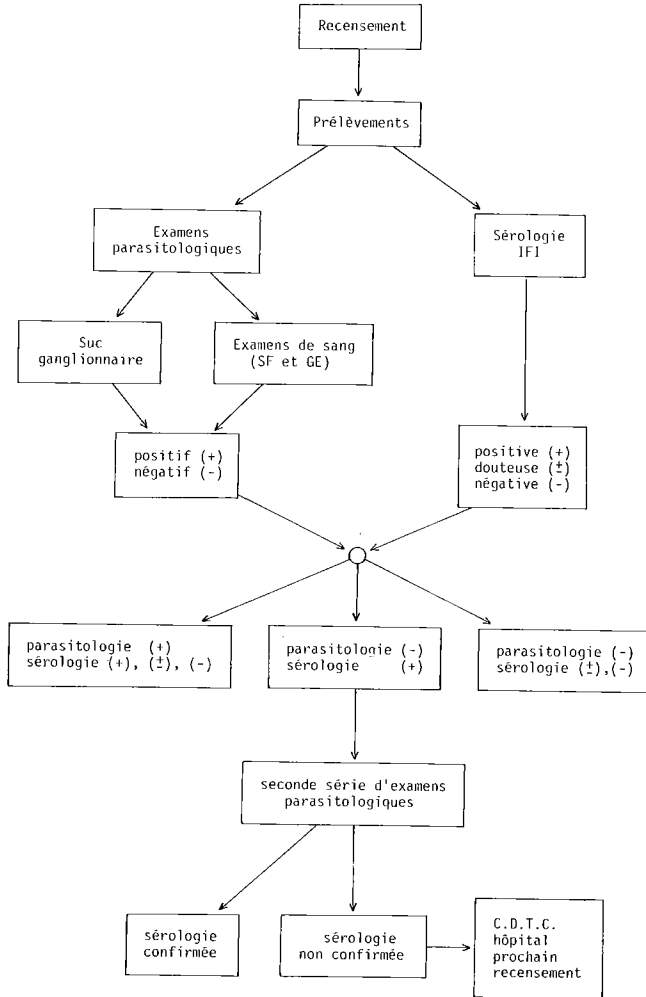 Recensement
Prélèvements
Examens
parasitologiques
Sérologie
IFI
Suc
ganglionnaire
Examens de sang
(SF et GE)
positif (+)
négatif (-)
positive (+)
douteuse (±)
négative (-)
parasitologie (+)
sérologie (+), (±), (-)
parasitologie (-)
sérologie (+)
parasitologie (-)
sérologie (±),(-)
seconde série d'examens
parasitologiques
sérologie
confirmée
sérologie
non confirmée
C.D.T.C.
hôpital
prochain
recensement